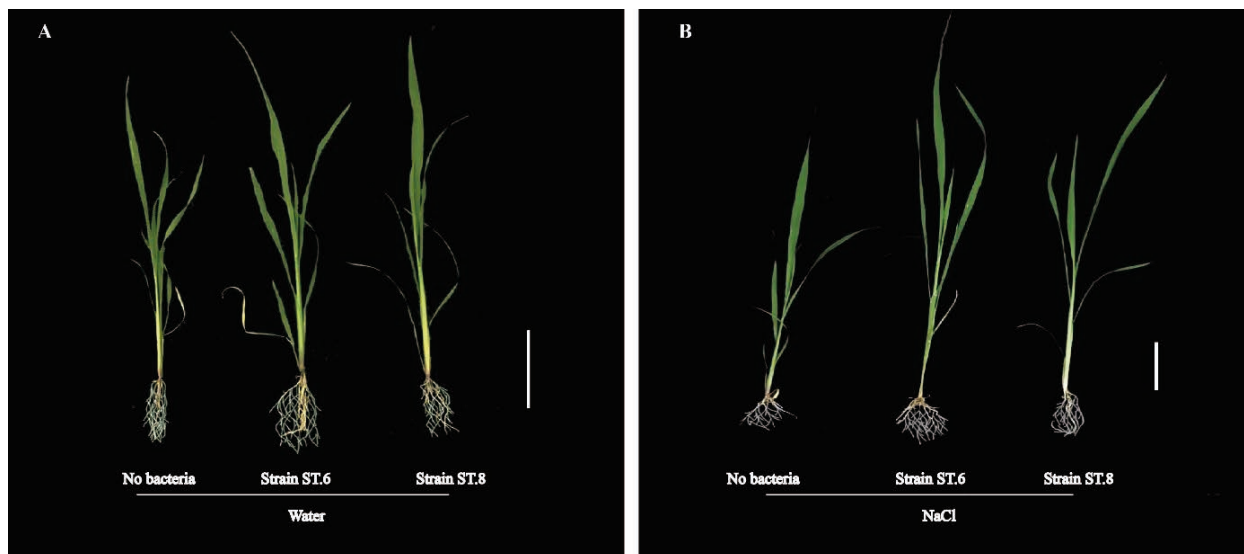 A
No bacteria
Strain ST.6
Strain ST.8
Water
B
No bacteria
Strain ST.6
Strain ST.8
NaCl